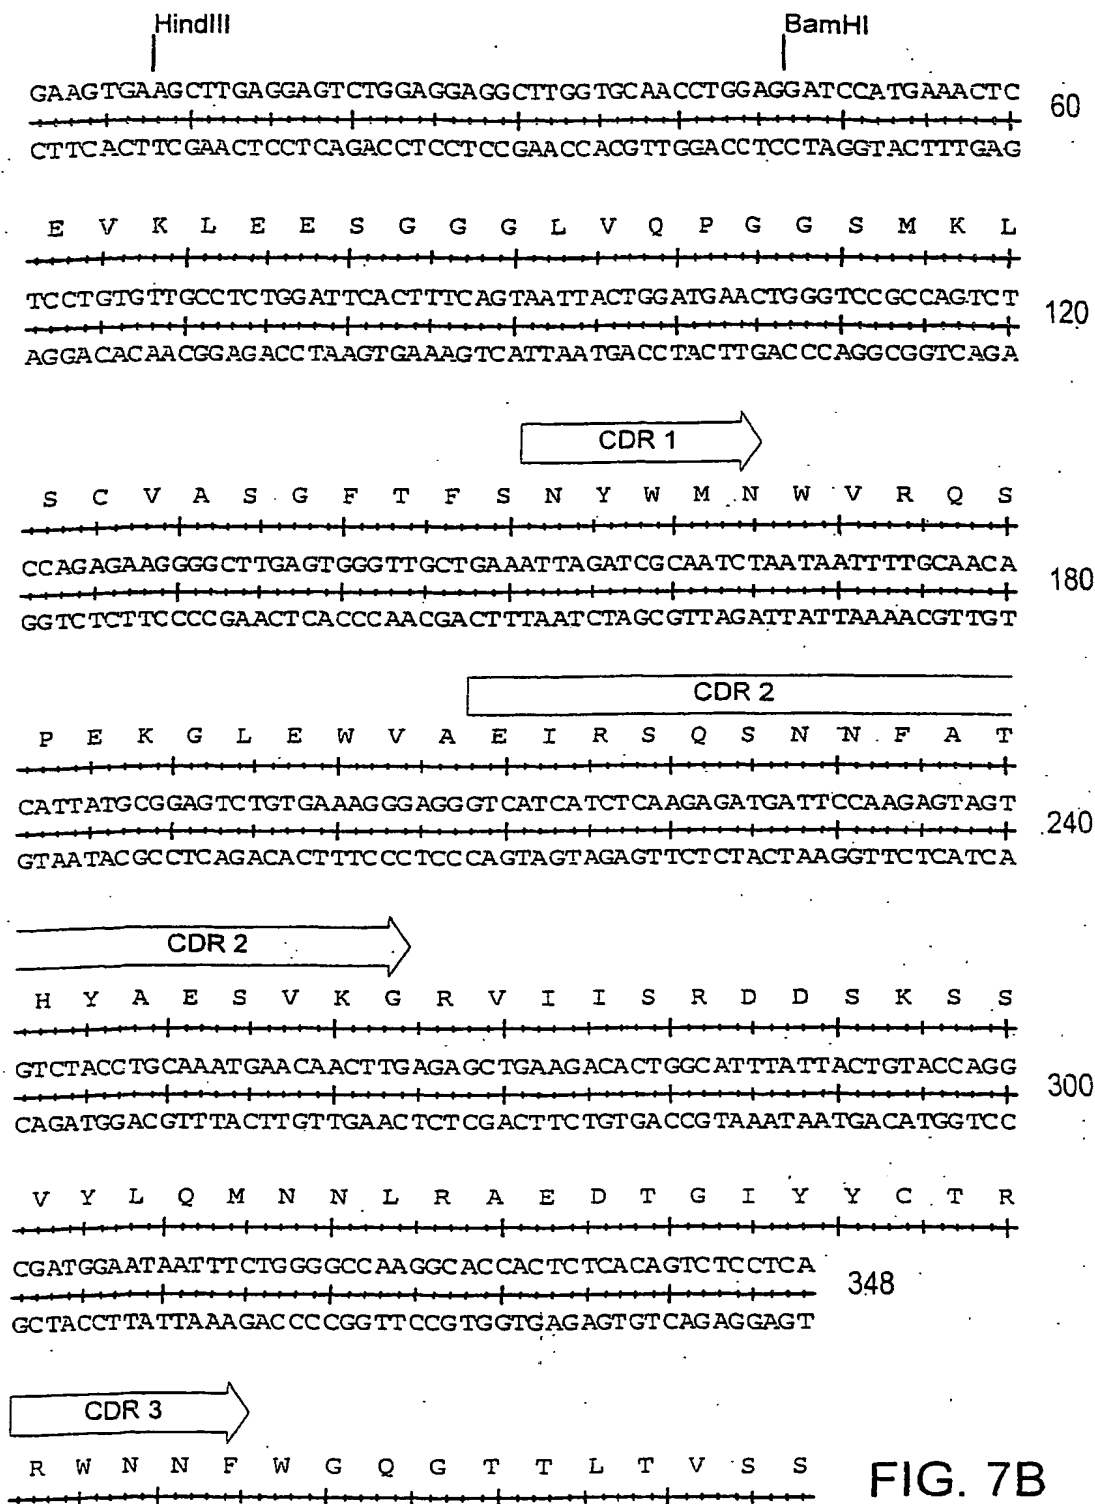 HindIII BamHI
GAAGTGAAGCTTGAGGAGTCTGGAGGAGGCTTGGTGCAACCTGGAGGATCCATGAAACTC 60
CTTCACTTCGAACTCCTCAGACCTCCTCCGAACCACGTTGGACCTCCTAGGTACTTTGAG
E V K L E E S G G G L V Q P G G S M K L
TCCTGTGTTGCCTCTGGATTCACTTTCAGTAATTACTGGATGAACTGGGTCCGCCAGTCT 120
AGGACACAACGGAGACCTAAGTGAAAGTCATTAATGACCTACTTGACCCAGGCGGTCAGA
CDR 1
S C V A S G F T F S N Y W M N W V R Q S
CCAGAGAAGGGGCTTGAGTGGGTTGCTGAAATTAGATCGCAATCTAATAATTTTGCAACA 180
GGTCTCTTCCCCGAACTCACCCAACGACTTTAATCTAGCGTTAGATTATTAAAACGTTGT
CDR 2
P E K G L E W V A E I R S Q S N N F A T
CATTATGCGGAGTCTGTGAAAGGGAGGGTCATCATCTCAAGAGATGATTCCAAGAGTAGT 240
GTAATACGCCTCAGACACTTTCCCTCCCAGTAGTAGAGTTCTCTACTAAGGTTCTCATCA
CDR 2
H Y A E S V K G R V I I S R D D S K S S
GTCTACCTGCAAATGAACAACTTGAGAGCTGAAGACACTGGCATTTATTACTGTACCAGG 300
CAGATGGACGTTTACTTGTTGAACTCTCGACTTCTGTGACCGTAAATAATGACATGGTCC
V Y L Q M N N L R A E D T G I Y Y C T R
CGATGGAATAATTTCTGGGGCCAAGGCACCACTCTCACAGTCTCCTCA 348
GCTACCTTATTAAAGACCCCGGTTCCGTGGTGAGAGTGTCAGAGGAGT
CDR 3
R W N N F W G Q G T T L T V S S
FIG. 7B